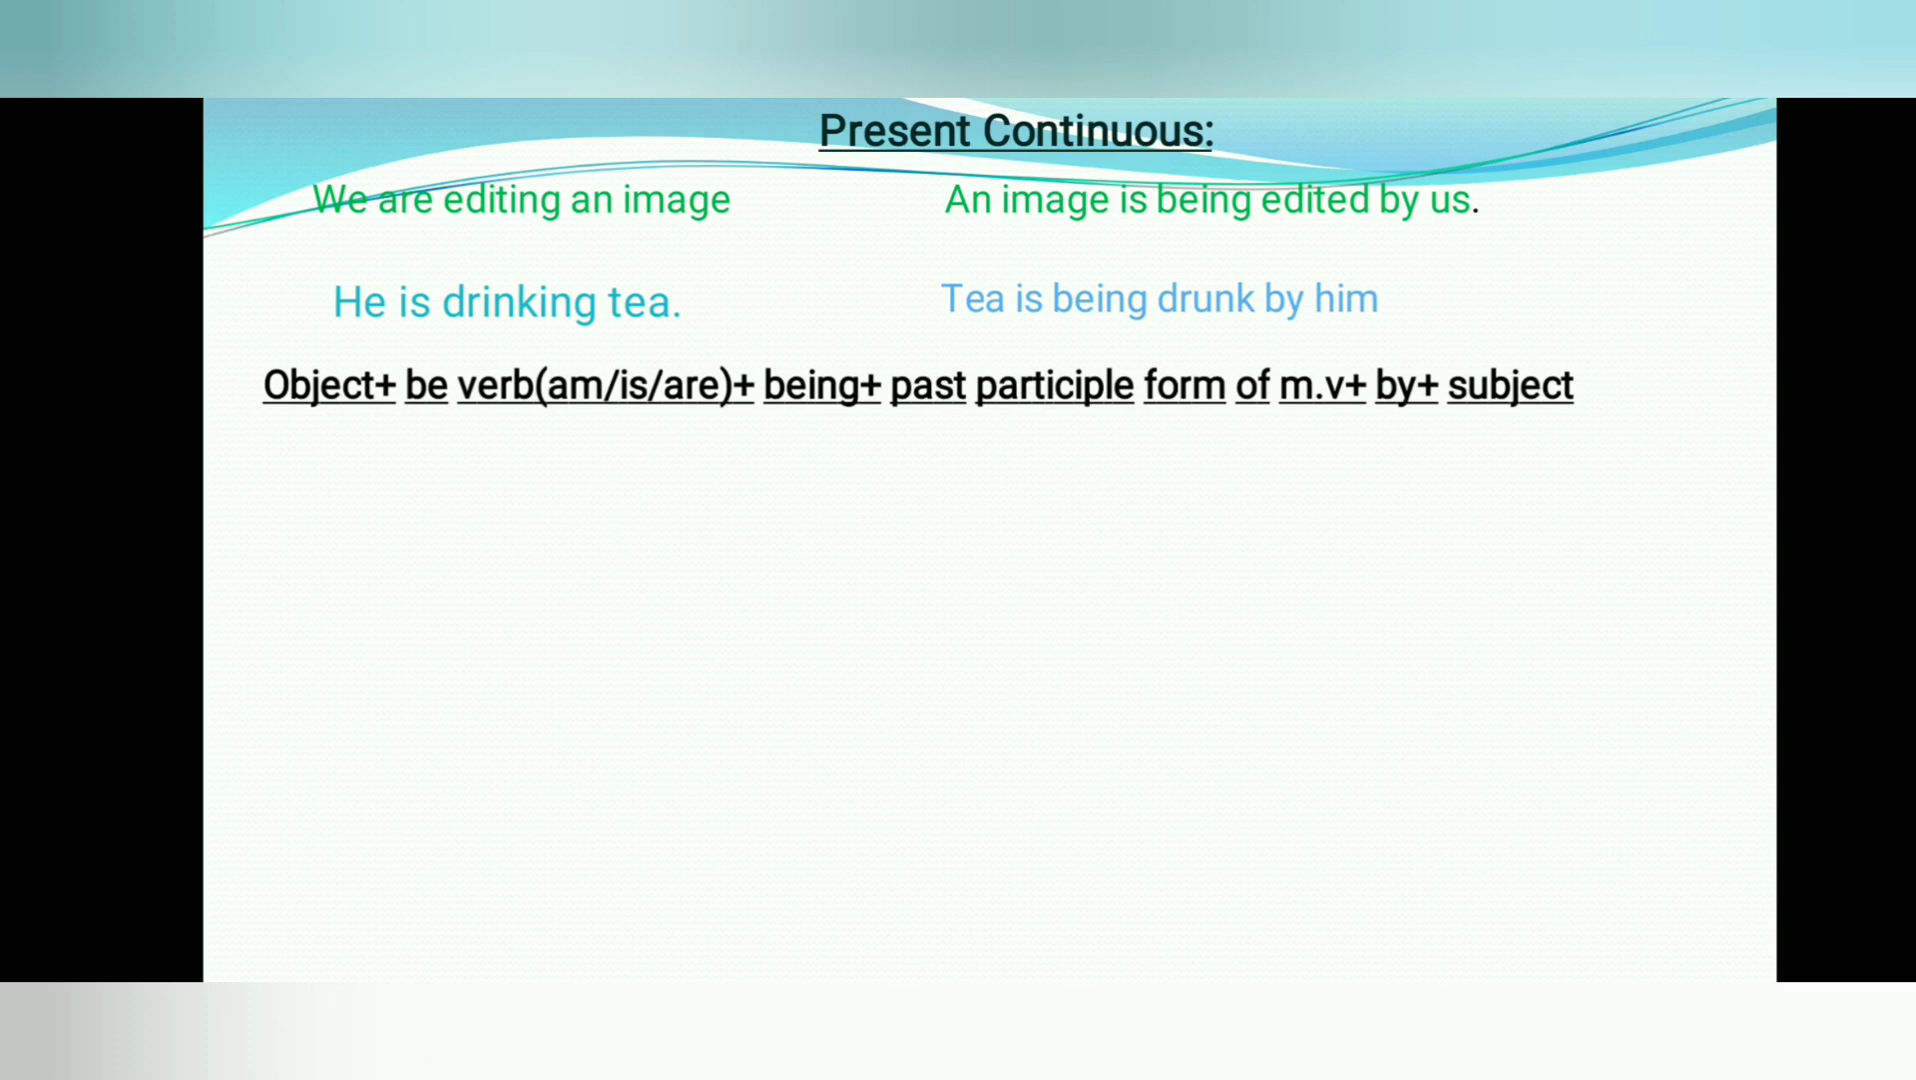 Present Continuous:
We are editing an image
An image is being edited by us.
He is drinking tea.
Tea is being drunk by him
Object+ be verb(am/is/are)+ being+ past participle form of m.v+ by+ subject